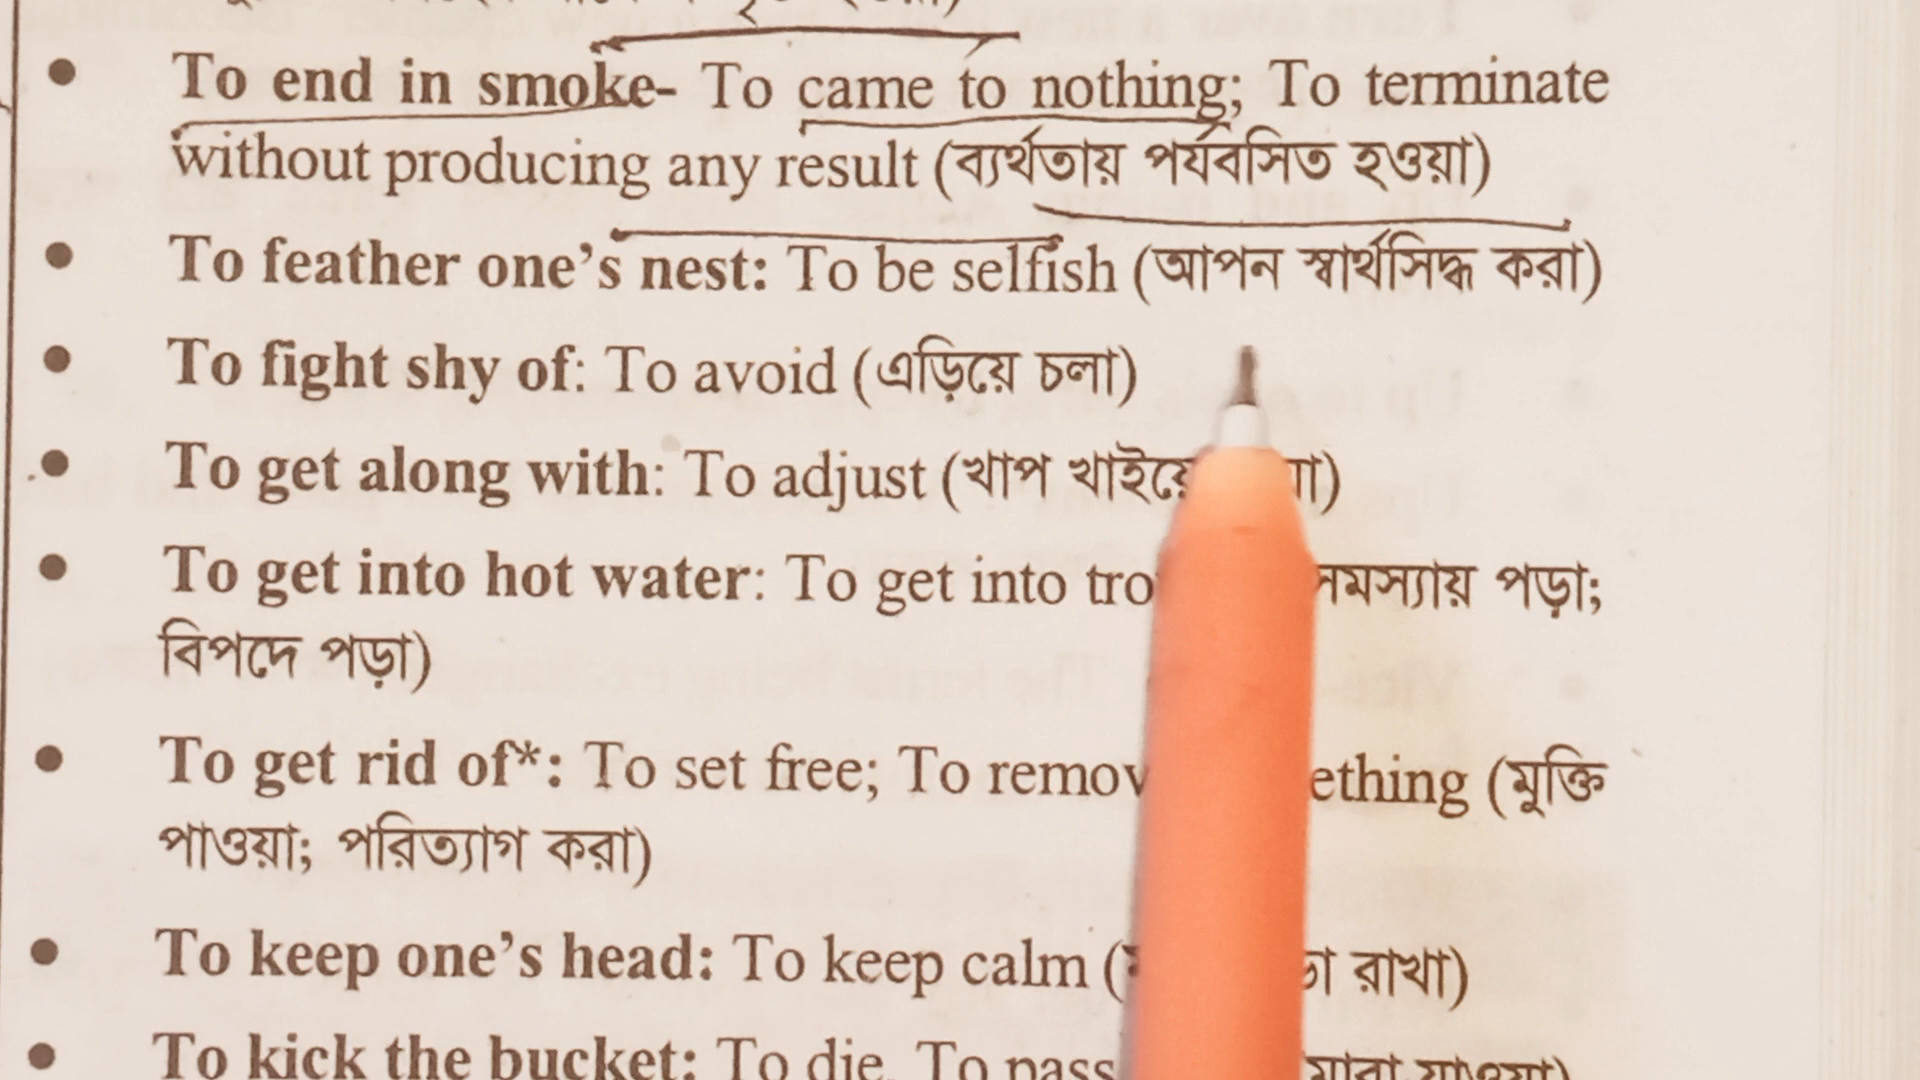 • To end in smoke- To came to nothing; To terminate
without producing any result (ব্যর্থতায় পর্যবসিত হওয়া)
• To feather one’s nest: To be selfish (আপন স্বার্থসিদ্ধ করা)
• To fight shy of: To avoid (এড়িয়ে চলা)
• To get along with: To adjust (খাপ
• To get into hot water: To get into পড়া;
বিপদে পড়া)
• To get rid of*: To set free; To (মুক্তি
পাওয়া; পরিত্যাগ করা)
• To keep one’s head: To keep calm ( রাখা)
• To kick the bucket: To die, To pass